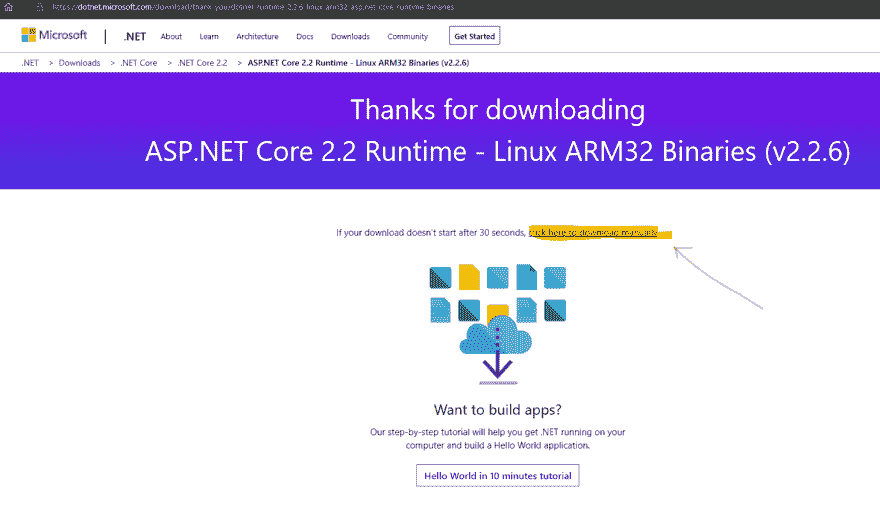 https://dotnet.microsoft.com/download/thank-you/dotnet-runtime-2.2.6-linux-arm32-asp.net-core-runtime-binaries
Microsoft .NET About Learn Architecture Docs Downloads Community Get Started
.NET > Downloads > .NET Core > .NET Core 2.2 > ASP.NET Core 2.2 Runtime - Linux ARM32 Binaries (v2.2.6)
Thanks for downloading
ASP.NET Core 2.2 Runtime - Linux ARM32 Binaries (v2.2.6)
If your download doesn't start after 30 seconds, click here to download manually
Want to build apps?
Our step-by-step tutorial will help you get .NET running on your
computer and build a Hello World application.
Hello World in 10 minutes tutorial